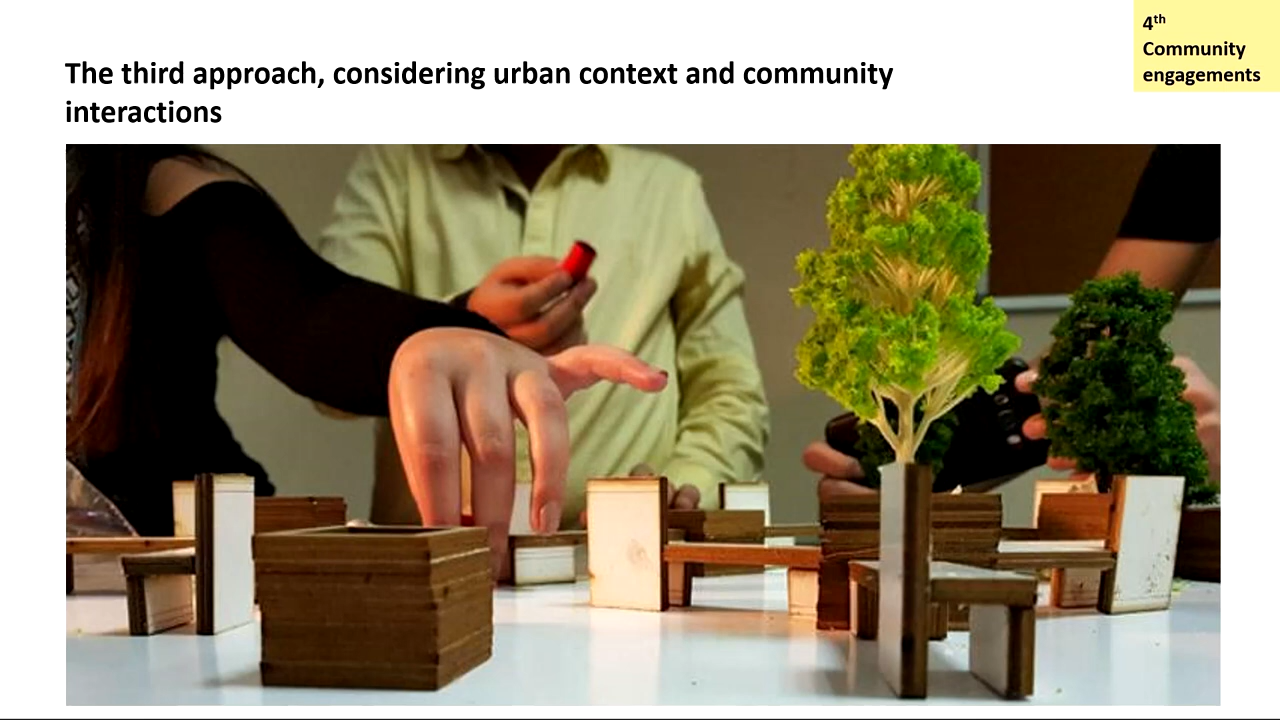 The third approach, considering urban context and community
interactions
4th
Community
engagements